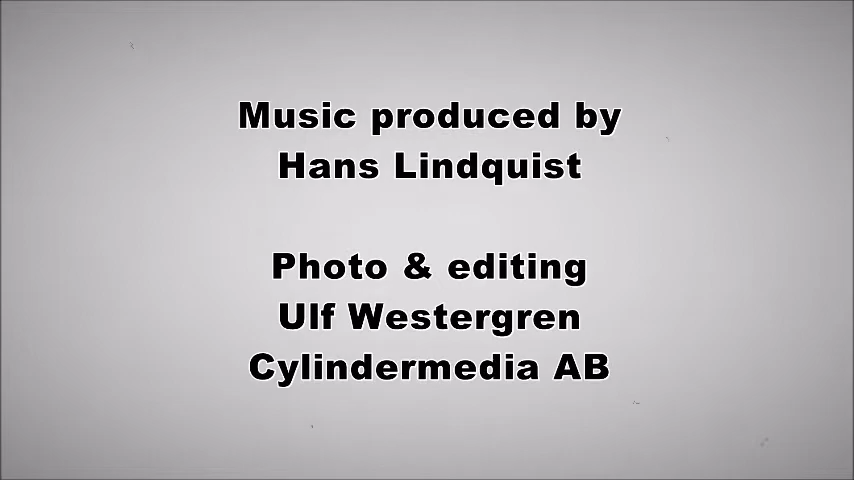 Music produced by
Hans Lindquist
Photo & editing
Ulf Westergren
Cylindermedia AB